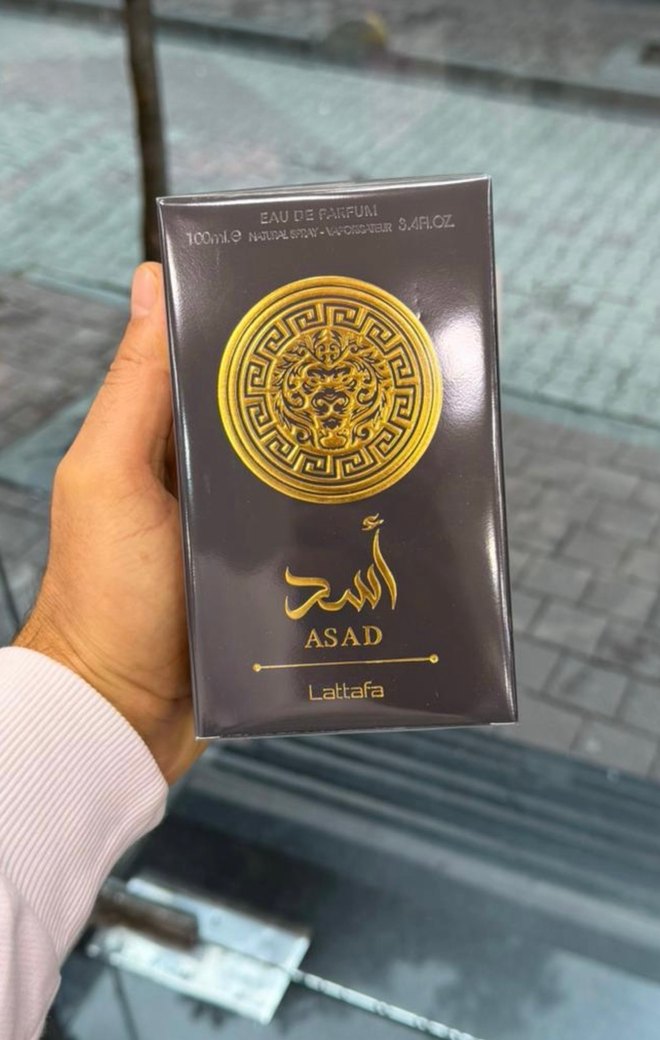 EAU DE PARFUM
100ml.e NATURAL SPRAY - VAPORISATEUR 3.4FL.OZ.
أسد
ASAD
Lattafa